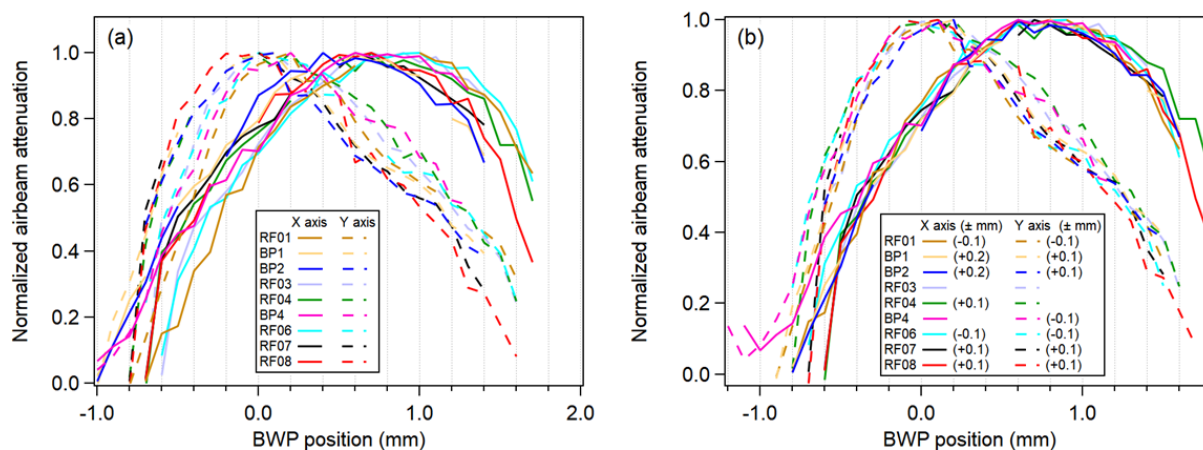 (a)
Normalized airbeam attenuation
1.0
0.8
0.6
0.4
0.2
0.0
X axis Y axis
RF01
BP1
BP2
RF03
RF04
BP4
RF06
RF07
RF08
-1.0 0.0 1.0 2.0
BWP position (mm)
(b)
Normalized airbeam attenuation
1.0
0.8
0.6
0.4
0.2
0.0
X axis (± mm) Y axis (± mm)
RF01 (-0.1) (-0.1)
BP1 (+0.2) (+0.1)
BP2 (+0.2) (+0.1)
RF03
RF04 (+0.1)
BP4 (-0.1)
RF06 (-0.1) (-0.1)
RF07 (+0.1) (+0.1)
RF08 (+0.1) (+0.1)
-1.0 0.0 1.0
BWP position (mm)